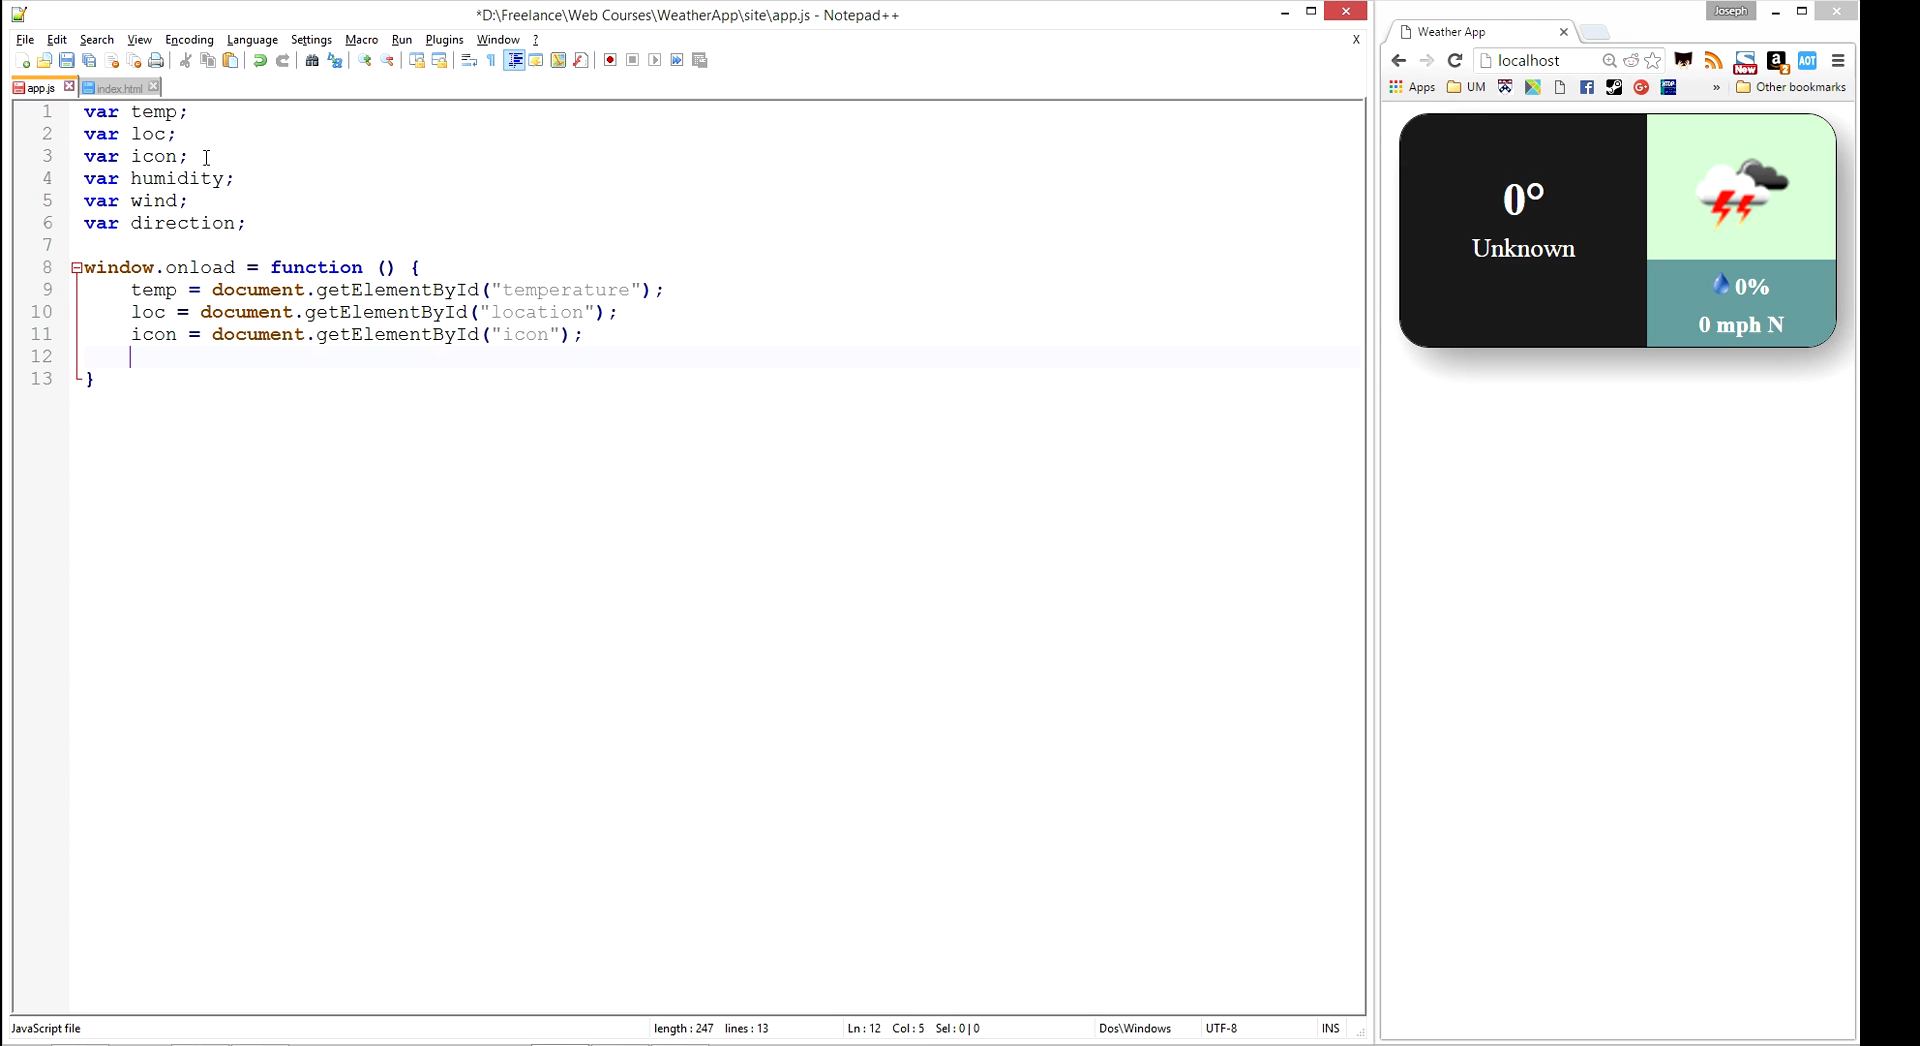 *D:\Freelance\Web Courses\WeatherApp\site\app.js - Notepad++
File Edit Search View Encoding Language Settings Macro Run Plugins Window ? X
app.js index.html
1 var temp;
2 var loc;
3 var icon;
4 var humidity;
5 var wind;
6 var direction;
7
8 window.onload = function () {
9 temp = document.getElementById("temperature");
10 loc = document.getElementById("location");
11 icon = document.getElementById("icon");
12
13 }
JavaScript file length : 247 lines : 13 Ln : 12 Col : 5 Sel : 0 | 0 Dos\Windows UTF-8 INS
Joseph
Weather App
localhost
New
a
2
AOT
Apps UM » Other bookmarks
0°
Unknown
0%
0 mph N